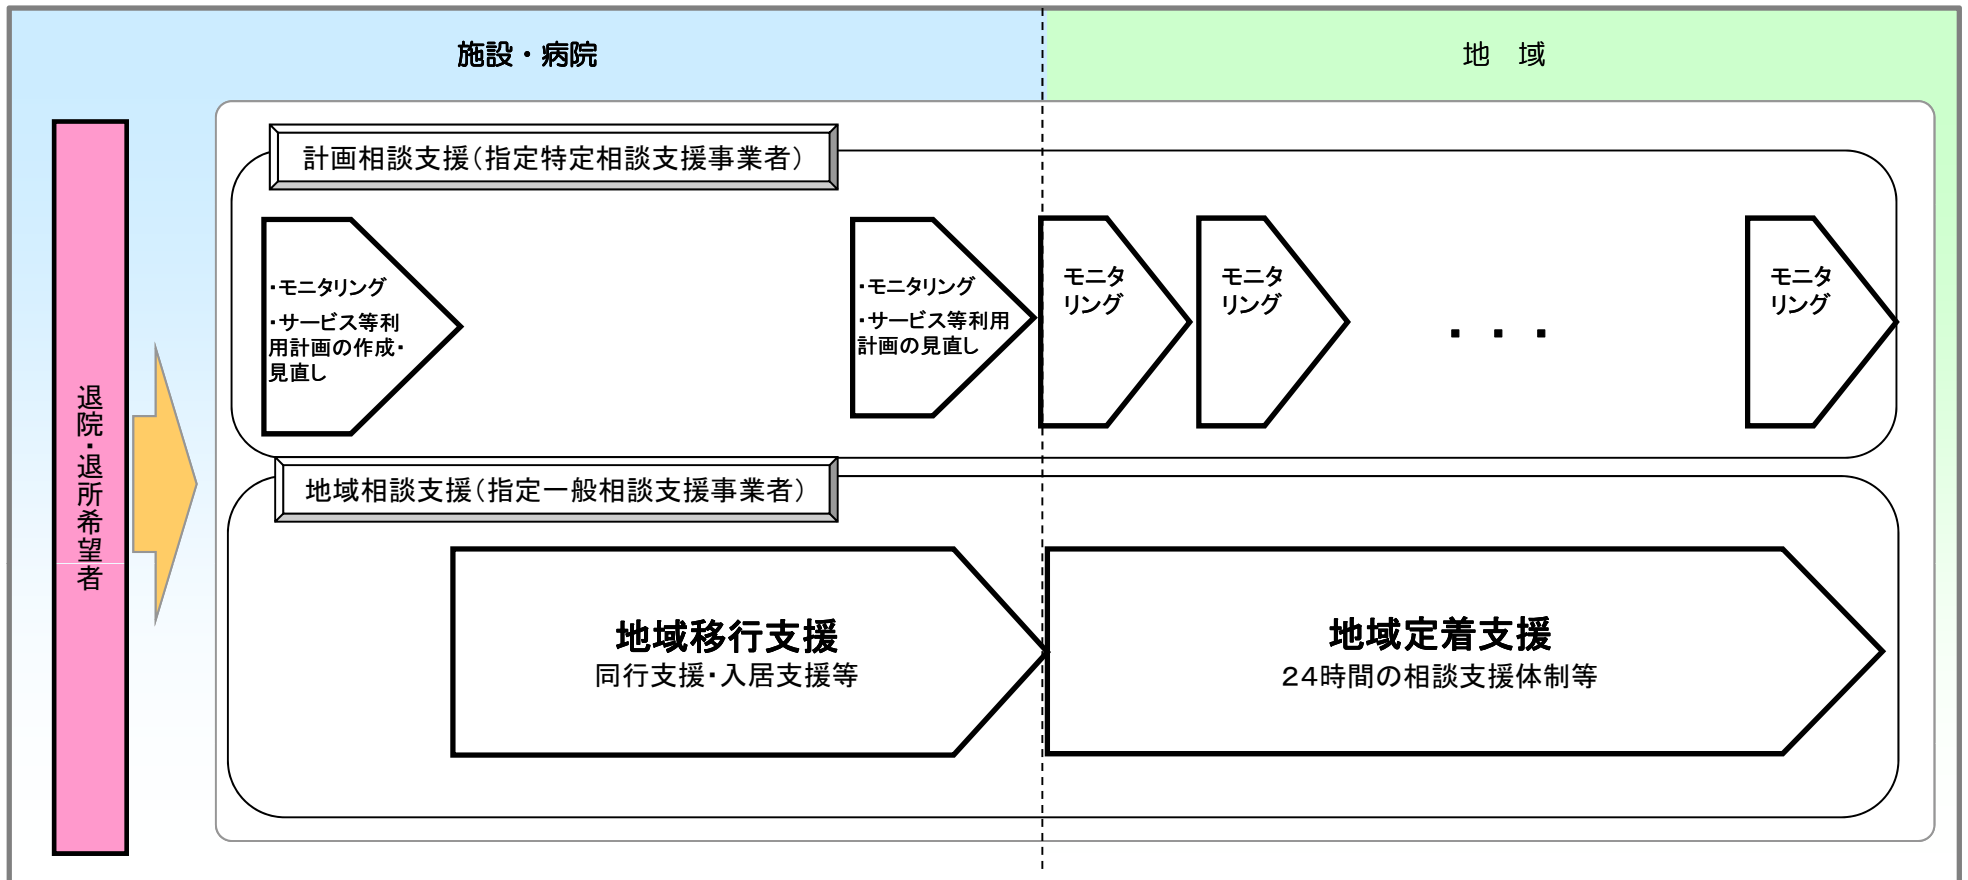 施設・病院
地　域
退院・退所希望者
計画相談支援(指定特定相談支援事業者)
・モニタリング
・サービス等利
用計画の作成・
見直し
・モニタリング
・サービス等利用
計画の見直し
モニタ
リング
モニタ
リング
・・・
モニタ
リング
地域相談支援(指定一般相談支援事業者)
地域移行支援
同行支援・入居支援等
地域定着支援
24時間の相談支援体制等